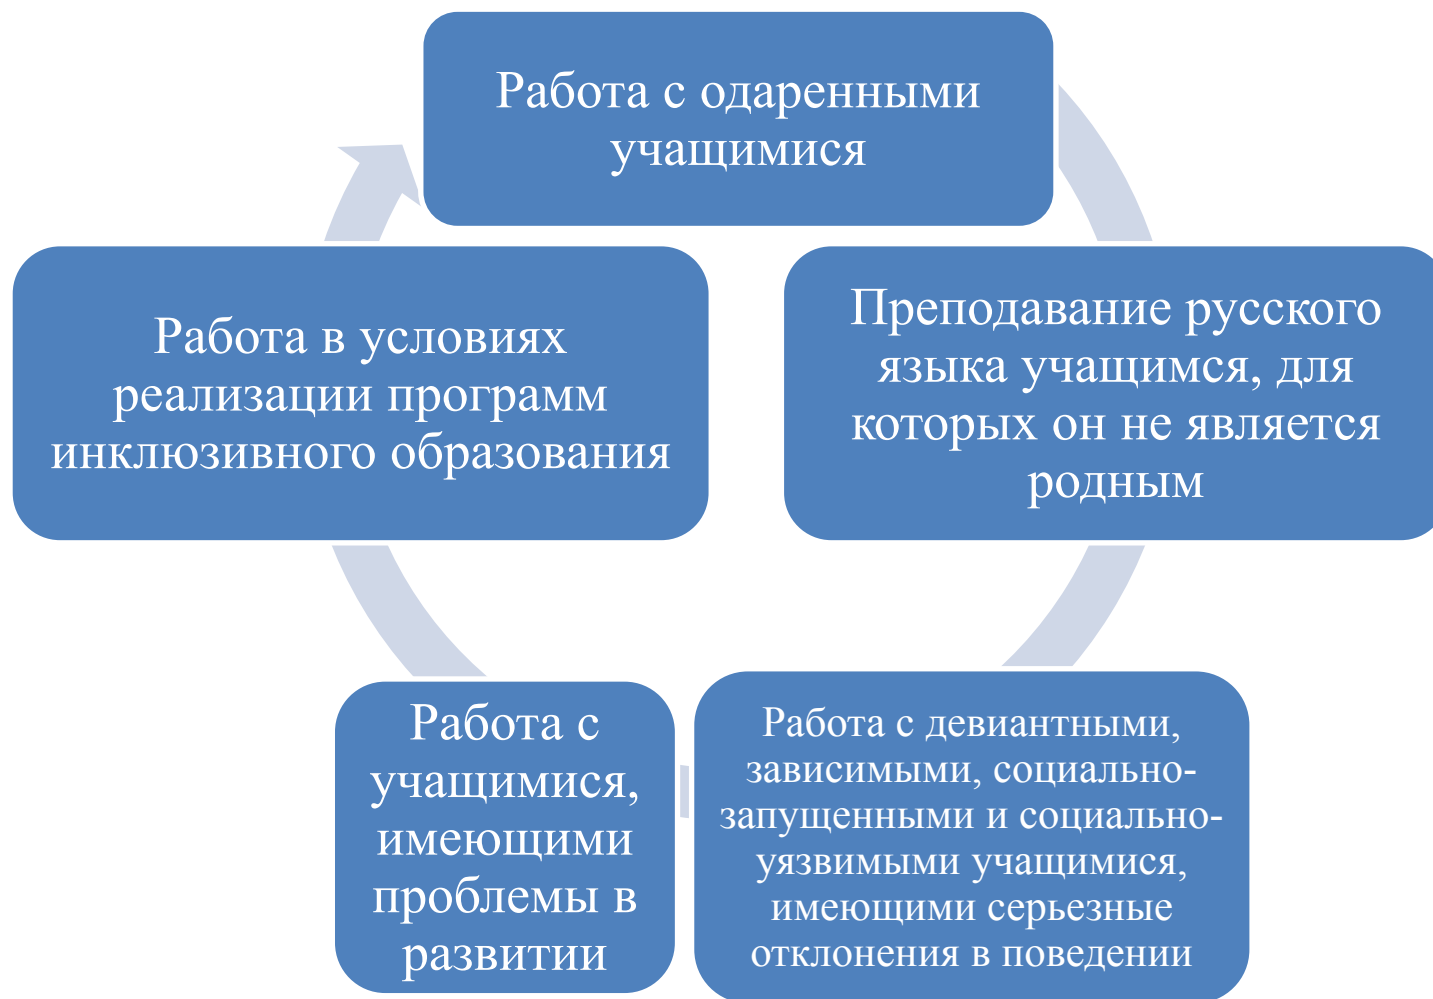 Работа с одаренными
учащимися
Преподавание русского
языка учащимся, для
которых он не является
родным
Работа с девиантными,
зависимыми, социально-
запущенными и социально-
уязвимыми учащимися,
имеющими серьезные
отклонения в поведении
Работа с
учащимися,
имеющими
проблемы в
развитии
Работа в условиях
реализации программ
инклюзивного образования